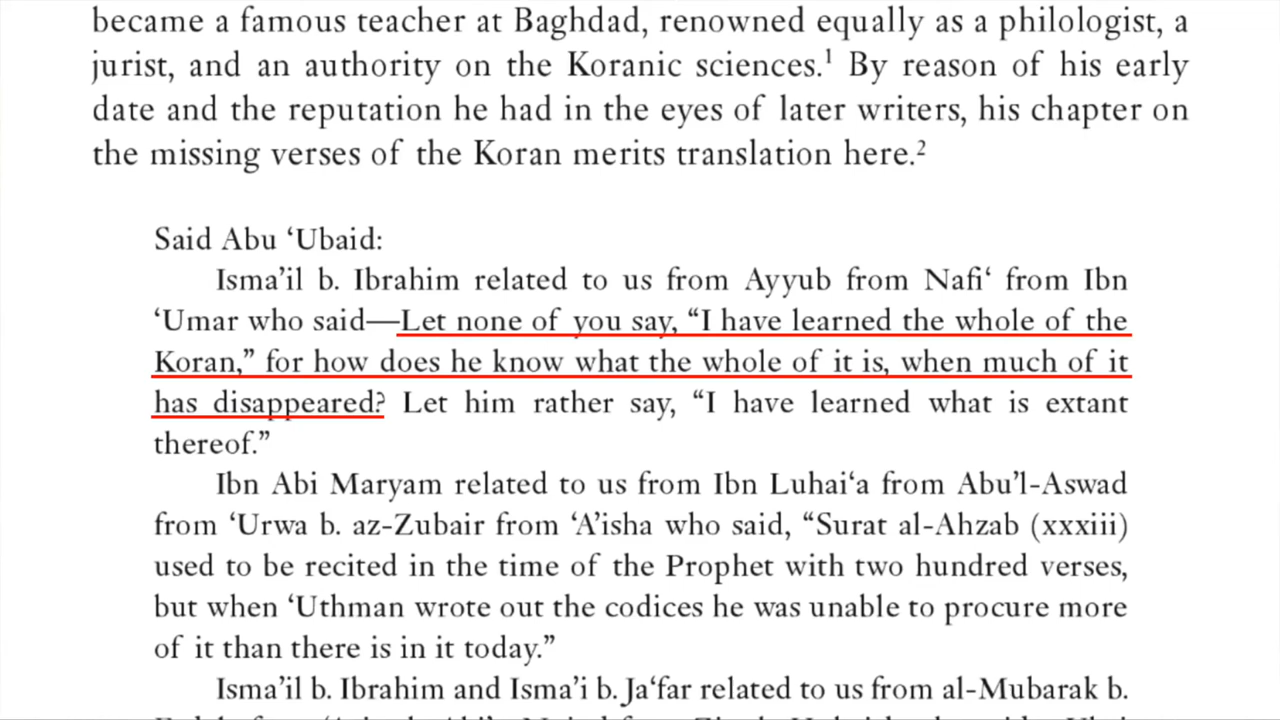 became a famous teacher at Baghdad, renowned equally as a philologist, a
jurist, and an authority on the Koranic sciences.¹ By reason of his early
date and the reputation he had in the eyes of later writers, his chapter on
the missing verses of the Koran merits translation here.²
Said Abu ‘Ubaid:
Isma’il b. Ibrahim related to us from Ayyub from Nafi‘ from Ibn
‘Umar who said—Let none of you say, “I have learned the whole of the
Koran,” for how does he know what the whole of it is, when much of it
has disappeared? Let him rather say, “I have learned what is extant
thereof.”
Ibn Abi Maryam related to us from Ibn Luhai‘a from Abu’l-Aswad
from ‘Urwa b. az-Zubair from ‘A’isha who said, “Surat al-Ahzab (xxxiii)
used to be recited in the time of the Prophet with two hundred verses,
but when ‘Uthman wrote out the codices he was unable to procure more
of it than there is in it today.”
Isma‘il b. Ibrahim and Isma’i b. Ja‘far related to us from al-Mubarak b.